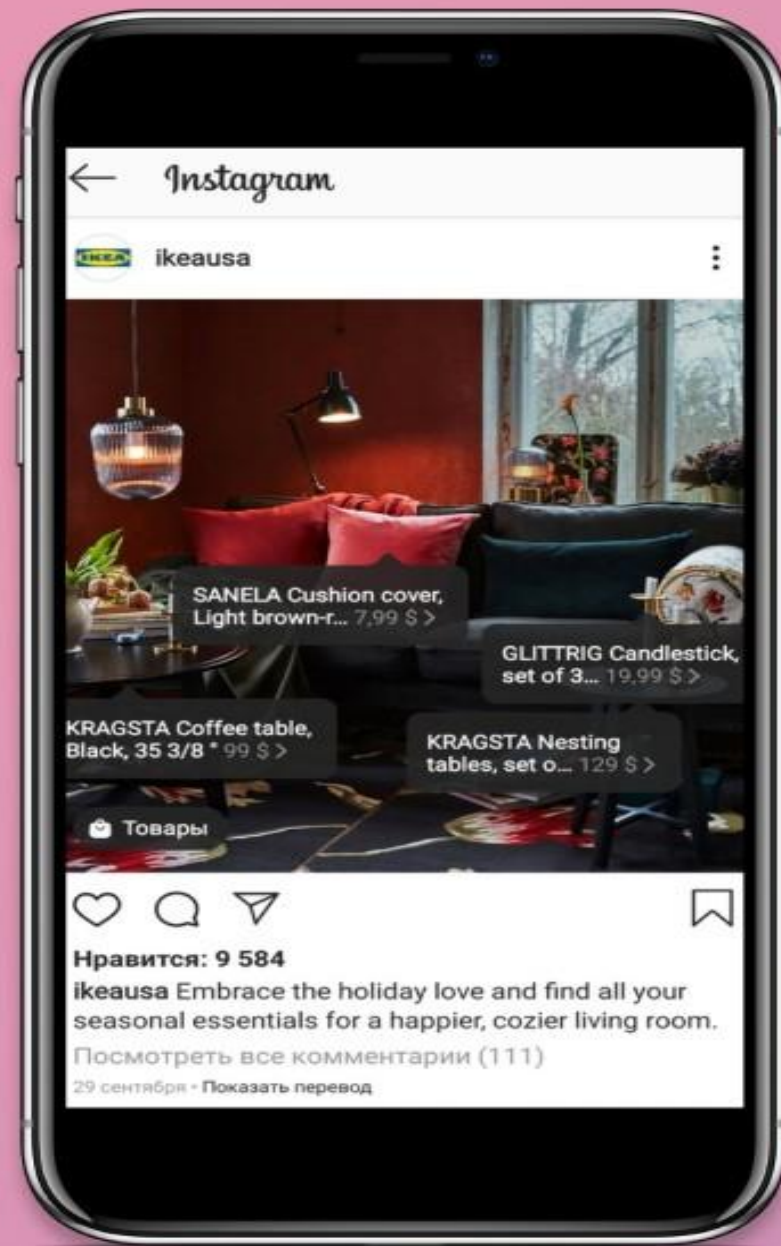 Instagram
IKEA
ikeausa
SANELA Cushion cover,
Light brown-r... 7,99 $ >
GLITTRIG Candlestick,
set of 3... 19,99 $ >
KRAGSTA Coffee table,
Black, 35 3/8 " 99 $ >
KRAGSTA Nesting
tables, set o... 129 $ >
Товары
Нравится: 9 584
ikeausa Embrace the holiday love and find all your
seasonal essentials for a happier, cozier living room.
Посмотреть все комментарии (111)
29 сентября • Показать перевод